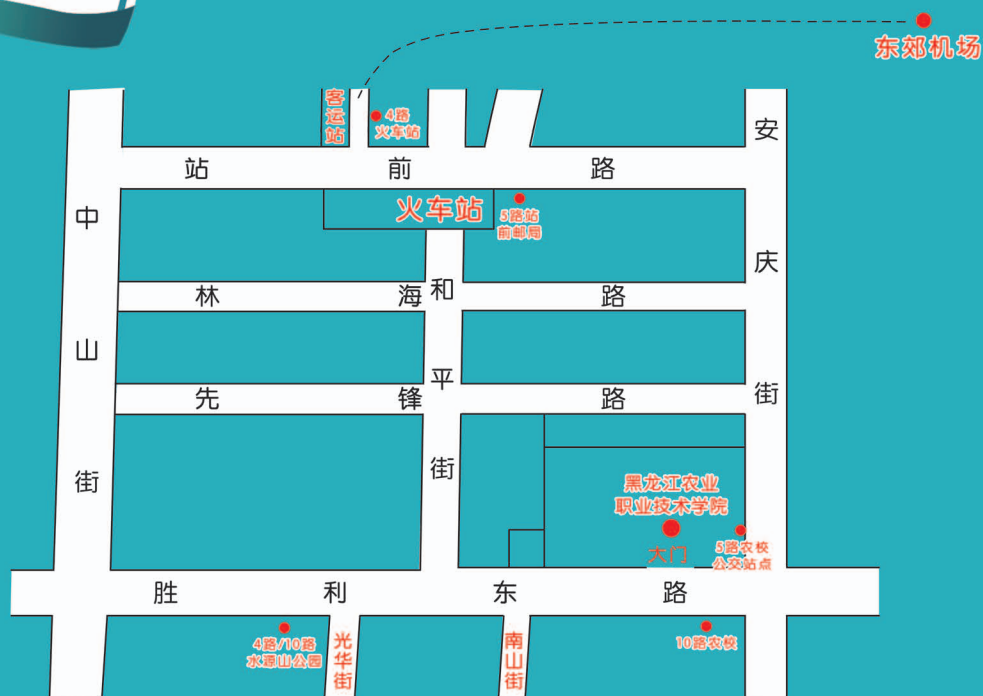 东郊机场
客运站
4路
火车站
安庆街
站前路
中山街
火车站
5路站
前邮局
和平街
林海路
先锋路
黑龙江农业
职业技术学院
大门
5路农校
公交站点
胜利东路
4路/10路
水源山公园
光华街
南山街
10路农校